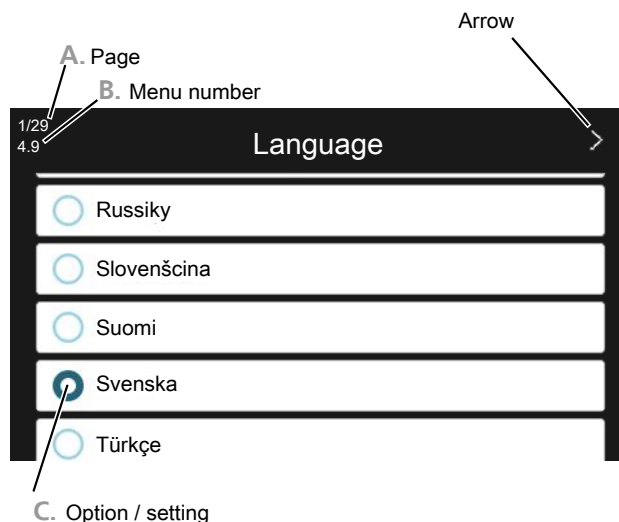 Arrow
A. Page
B. Menu number
1/29
4.9
Language
Russiky
Slovenšcina
Suomi
Svenska
Türkçe
C. Option / setting